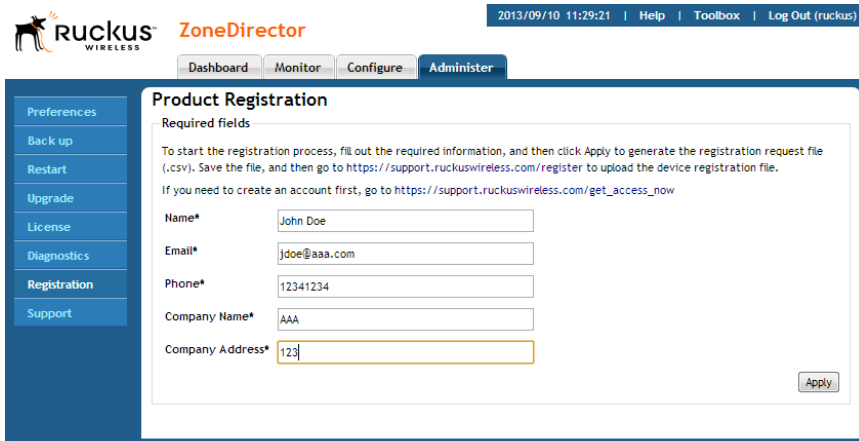 2013/09/10 11:29:21 | Help | Toolbox | Log Out (ruckus)
RUCKUS™
WIRELESS
ZoneDirector
Dashboard Monitor Configure Administer
Preferences
Back up
Restart
Upgrade
License
Diagnostics
Registration
Support
Product Registration
Required fields
To start the registration process, fill out the required information, and then click Apply to generate the registration request file
(.csv). Save the file, and then go to https://support.ruckuswireless.com/register to upload the device registration file.
If you need to create an account first, go to https://support.ruckuswireless.com/get_access_now
Name* John Doe
Email* jdoe@aaa.com
Phone* 12341234
Company Name* AAA
Company Address* 123
Apply